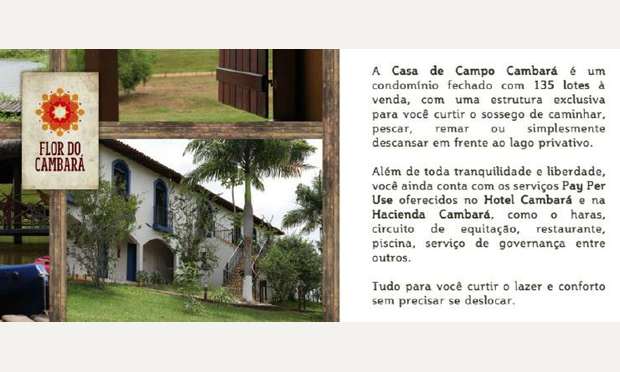 FLOR DO
CAMBARÁ
A Casa de Campo Cambará é um
condomínio fechado com 135 lotes à
venda, com uma estrutura exclusiva
para você curtir o sossego de caminhar,
pescar, remar ou simplesmente
descansar em frente ao lago privativo.
Além de toda tranquilidade e liberdade,
você ainda conta com os serviços Pay Per
Use oferecidos no Hotel Cambará e na
Hacienda Cambará, como o haras,
circuito de equitação, restaurante,
piscina, serviço de governança entre
outros.
Tudo para você curtir o lazer e conforto
sem precisar se deslocar.